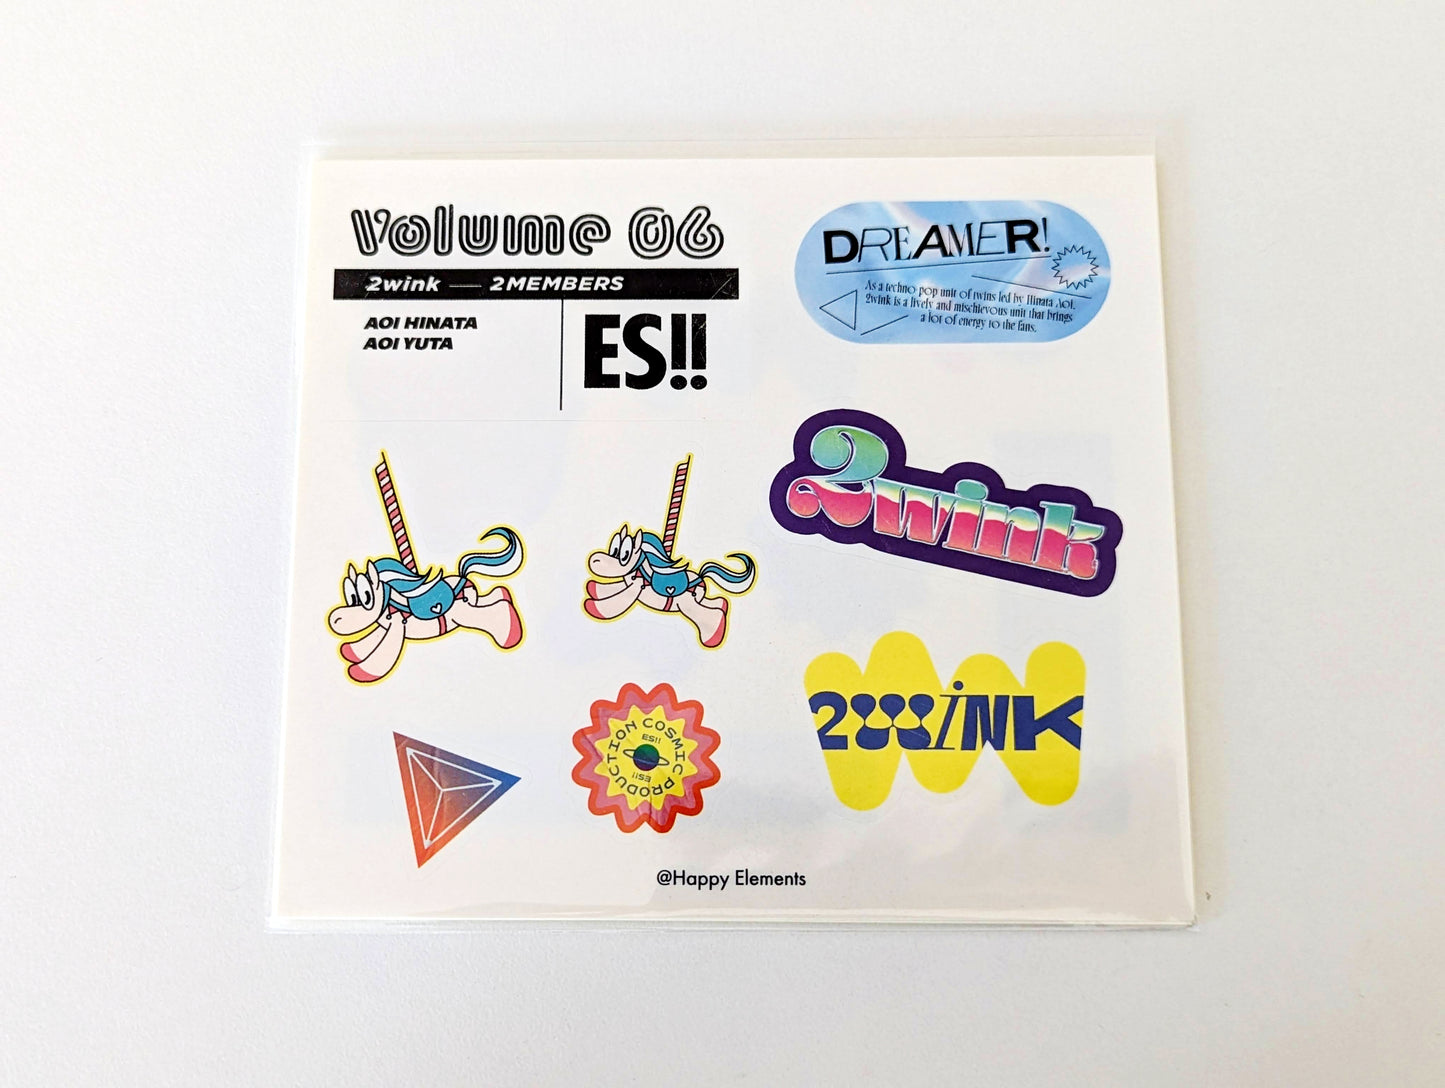 Volume 06
2wink — 2MEMBERS
AOI HINATA
AOI YUTA
ES!!
DREAMER!
As a techno pop unit of twins led by Hinata Aoi.
2wink is a lively and mischievous unit that brings
a lot of energy to the fans.
2wink
2WiNK
COSMIC PRODUCTION
ES!!
ES!!
@Happy Elements